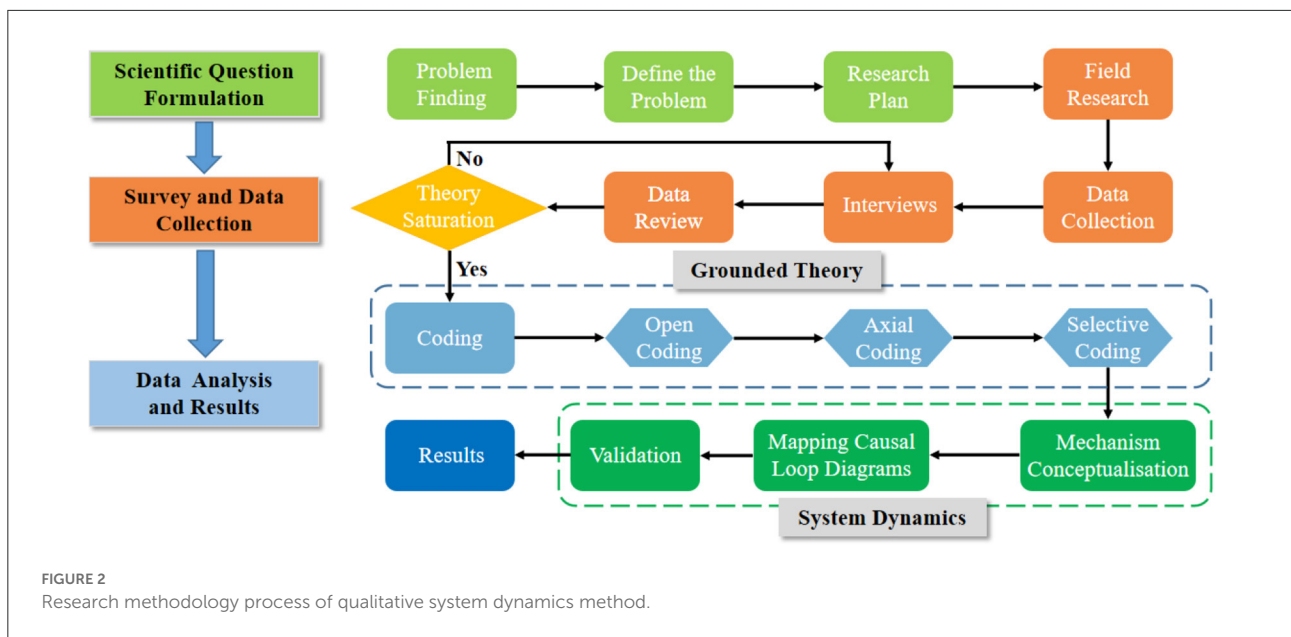 Scientific Question
Formulation
Survey and Data
Collection
Data Analysis
and Results
Problem
Finding
Define the
Problem
Research
Plan
Field
Research
No
Theory
Saturation
Data
Review
Interviews
Data
Collection
Yes
Grounded Theory
Coding
Open
Coding
Axial
Coding
Selective
Coding
Results
Validation
Mapping Causal
Loop Diagrams
Mechanism
Conceptualisation
System Dynamics
FIGURE 2
Research methodology process of qualitative system dynamics method.